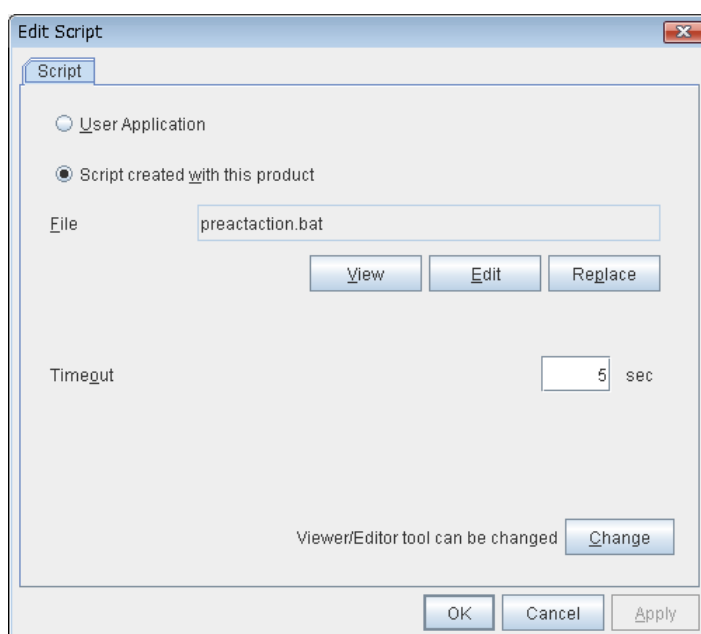 Edit Script
Script
User Application
Script created with this product
File preactaction.bat
View Edit Replace
Timeout 5 sec
Viewer/Editor tool can be changed Change
OK Cancel Apply